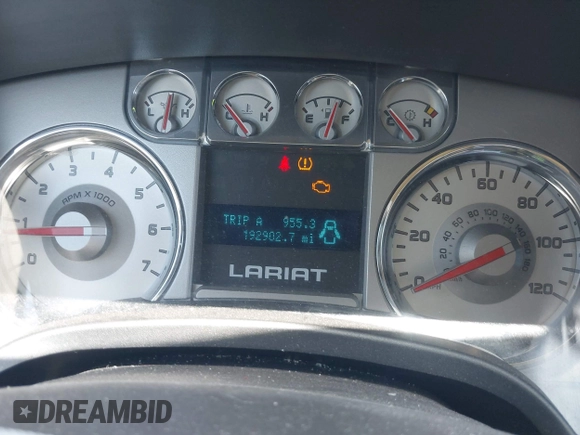 L H
C H
E F
C H
0 1 2 3 4 5 6 7
RPM X 1000
TRIP A 955.3
192902.7 mi
LARIAT
0 20 40 60 80 100 120
DREAMBID